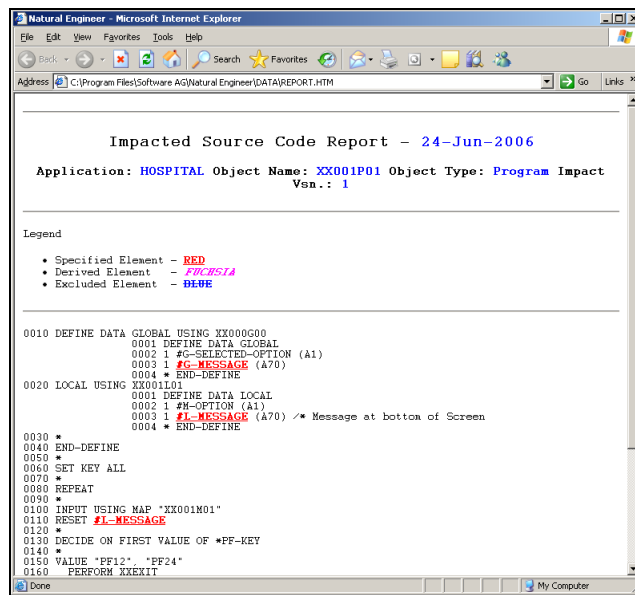 Natural Engineer - Microsoft Internet Explorer
File Edit View Favorites Tools Help
Back Search Favorites
Address C:\Program Files\Software AG\Natural Engineer\DATA\REPORT.HTM Go Links »
Impacted Source Code Report - 24-Jun-2006
Application: HOSPITAL Object Name: XX001P01 Object Type: Program Impact
Vsn.: 1
Legend
• Specified Element - RED
• Derived Element - FUCHSIA
• Excluded Element - BLUE
0010 DEFINE DATA GLOBAL USING XX000G00
0001 DEFINE DATA GLOBAL
0002 1 #G-SELECTED-OPTION (A1)
0003 1 #G-MESSAGE (A70)
0004 * END-DEFINE
0020 LOCAL USING XX001L01
0001 DEFINE DATA LOCAL
0002 1 #M-OPTION (A1)
0003 1 #L-MESSAGE (A70) /* Message at bottom of Screen
0004 * END-DEFINE
0030 *
0040 END-DEFINE
0050 *
0060 SET KEY ALL
0070 *
0080 REPEAT
0090 *
0100 INPUT USING MAP "XX001M01"
0110 RESET #L-MESSAGE
0120 *
0130 DECIDE ON FIRST VALUE OF *PF-KEY
0140 *
0150 VALUE "PF12", "PF24"
0160 PERFORM XXEXIT
Done My Computer